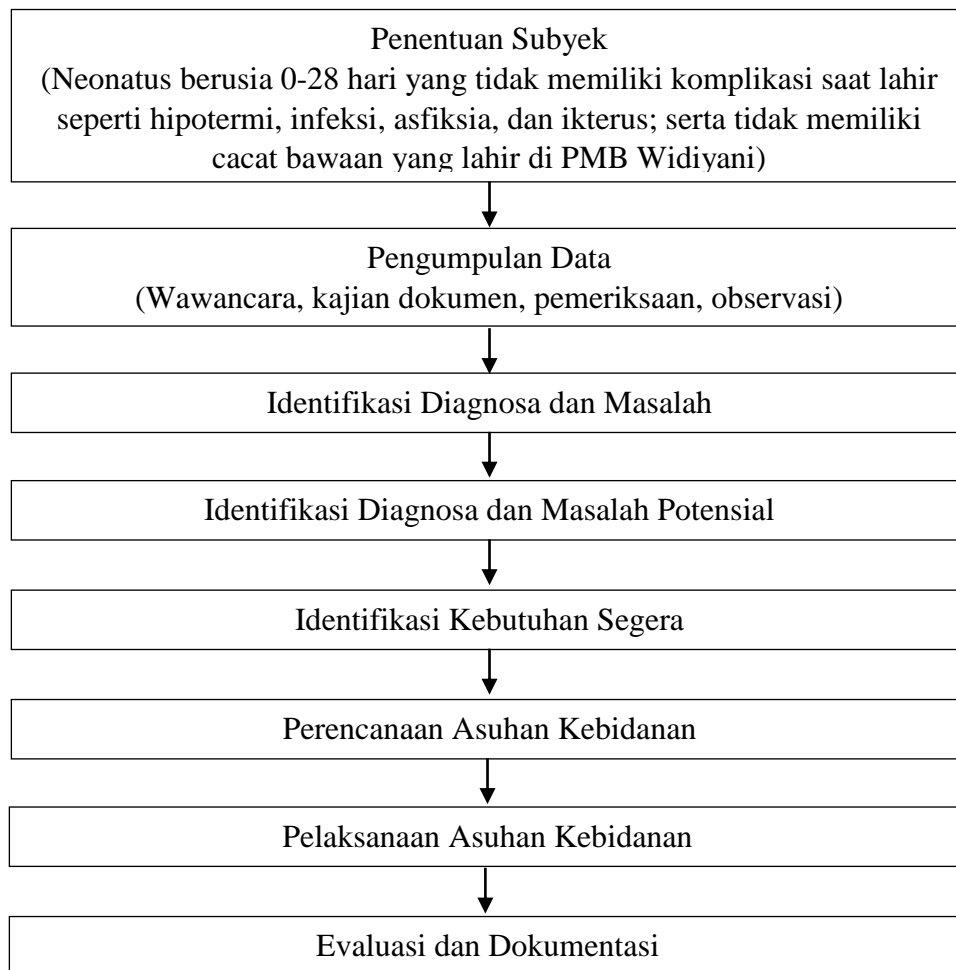 Penentuan Subyek
(Neonatus berusia 0-28 hari yang tidak memiliki komplikasi saat lahir
seperti hipotermi, infeksi, asfiksia, dan ikterus; serta tidak memiliki
cacat bawaan yang lahir di PMB Widiyani)
Pengumpulan Data
(Wawancara, kajian dokumen, pemeriksaan, observasi)
Identifikasi Diagnosa dan Masalah
Identifikasi Diagnosa dan Masalah Potensial
Identifikasi Kebutuhan Segera
Perencanaan Asuhan Kebidanan
Pelaksanaan Asuhan Kebidanan
Evaluasi dan Dokumentasi